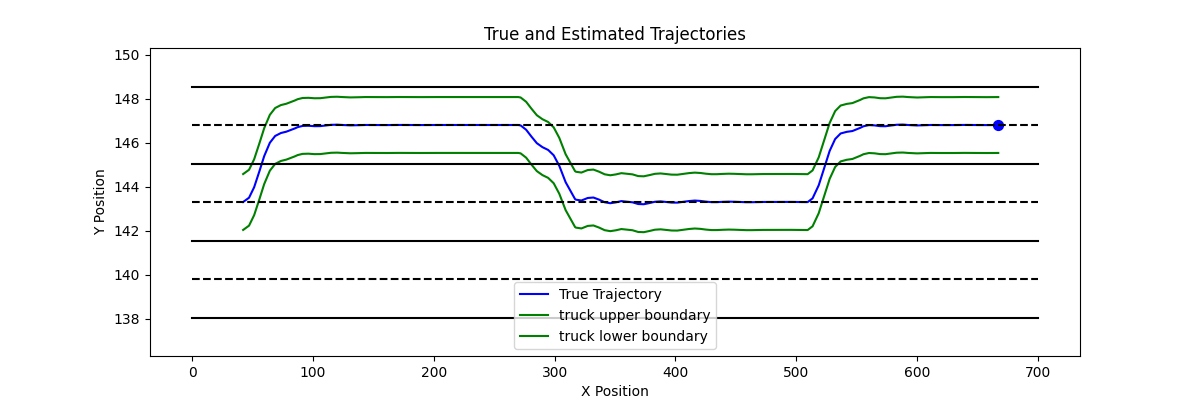 True and Estimated Trajectories
150
148
146
144
142
140
138
Y Position
True Trajectory
truck upper boundary
truck lower boundary
0 100 200 300 400 500 600 700
X Position